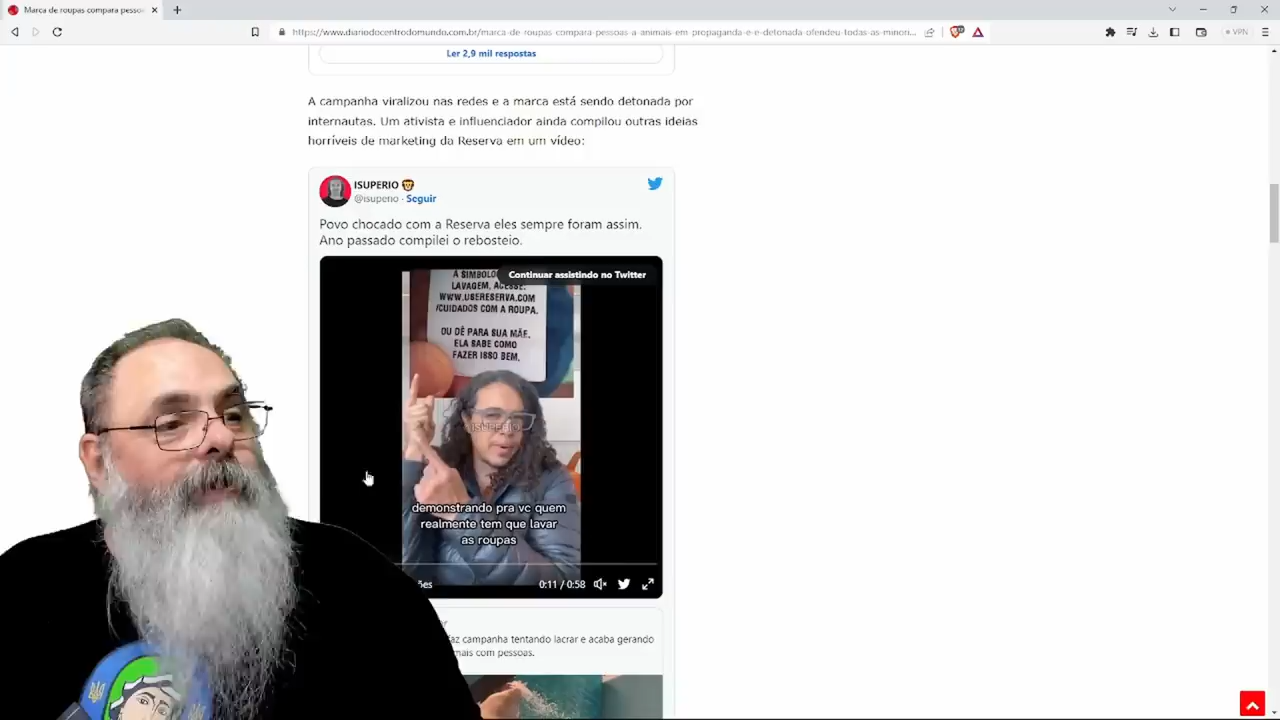 Marca de roupas compara pesso
https://www.diariodocentrodomundo.com.br/marca-de-roupas-compara-pessoas-a-animais-em-propaganda-e-e-detonada-ofendeu-todas-as-minori...
VPN
Ler 2,9 mil respostas
A campanha viralizou nas redes e a marca está sendo detonada por
internautas. Um ativista e influenciador ainda compilou outras ideias
horríveis de marketing da Reserva em um vídeo:
ISUPERIO
@isuperio · Seguir
Povo chocado com a Reserva eles sempre foram assim.
Ano passado compilei o rebosteio.
Continuar assistindo no Twitter
A SIMBOLO
LAVAGEM, ACESSE:
WWW.USERESERVA.COM
/CUIDADOS COM A ROUPA.
OU DÊ PARA SUA MÃE,
ELA SABE COMO
FAZER ISSO BEM.
ISUPERIO
demonstrando pra vc quem
realmente tem que lavar
as roupas
ões
0:11 / 0:58
faz campanha tentando lacrar e acaba gerando
mais com pessoas.